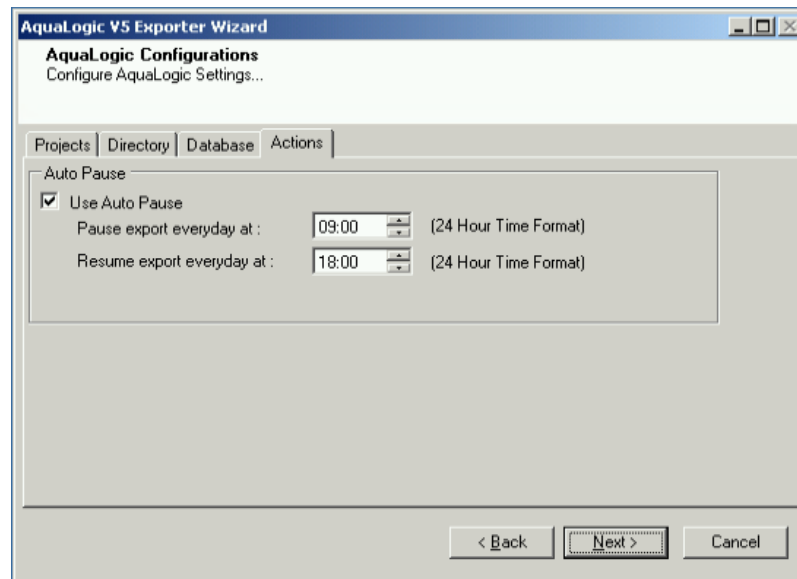 AquaLogic V5 Exporter Wizard
AquaLogic Configurations
Configure AquaLogic Settings...
Projects Directory Database Actions
Auto Pause
Use Auto Pause
Pause export everyday at : 09:00 (24 Hour Time Format)
Resume export everyday at : 18:00 (24 Hour Time Format)
< Back Next > Cancel